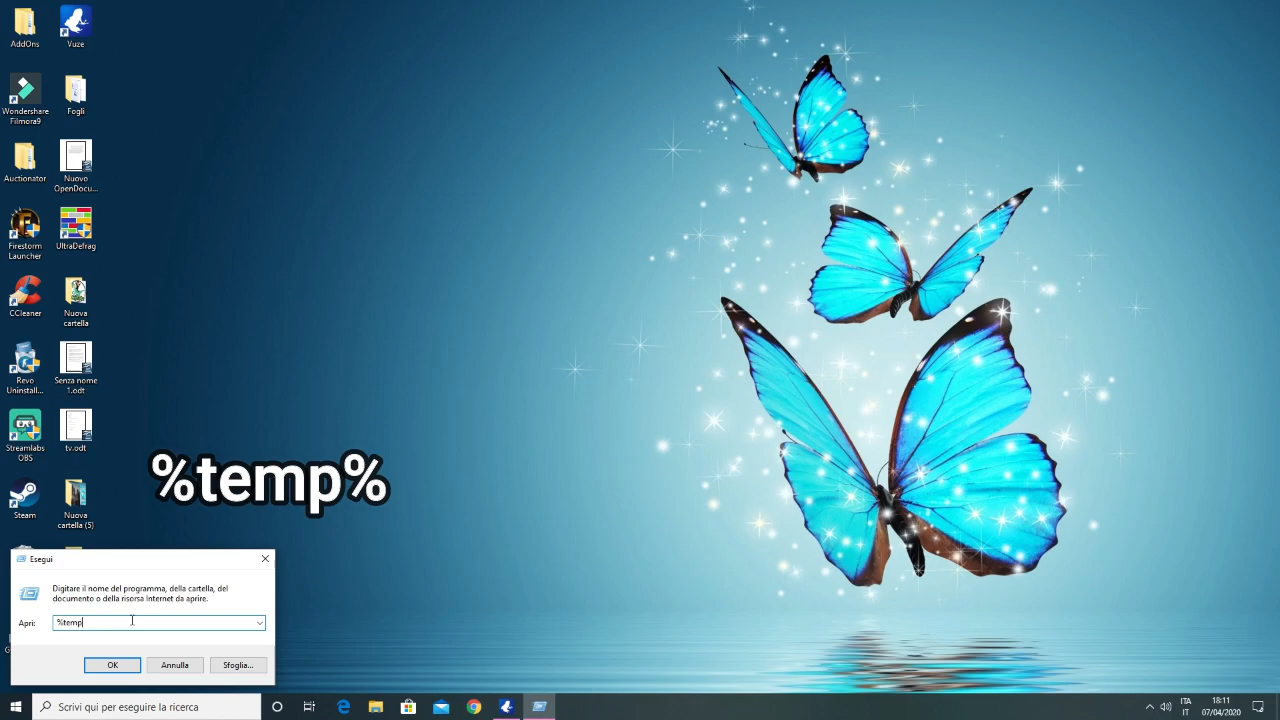 AddOns
Vuze
Wondershare
Filmora9
Fogli
Auctionator
Nuovo
OpenDocu...
Firestorm
Launcher
UltraDefrag
CCleaner
Nuova
cartella
Revo
Uninstall...
Senza nome
1.odt
Streamlabs
OBS
tv.odt
Steam
Nuova
cartella (5)
%temp%
Esegui
Digitare il nome del programma, della cartella, del
documento o della risorsa Internet da aprire.
Apri:
%temp
OK
Annulla
Sfoglia...
Scrivi qui per eseguire la ricerca
ITA
IT
18:11
07/04/2020